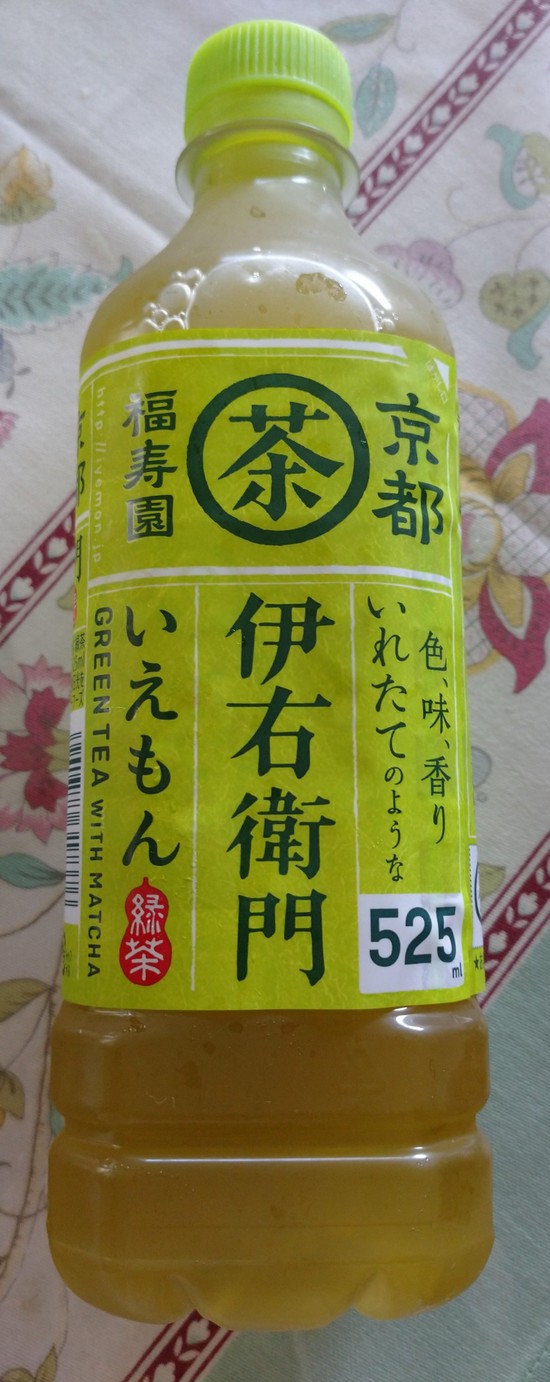 京都
茶
福寿園
http://iyemon.jp
色、味、香り
いれたてのような
525
ml
伊右衛門
いえもん
緑茶
GREEN TEA WITH MATCHA